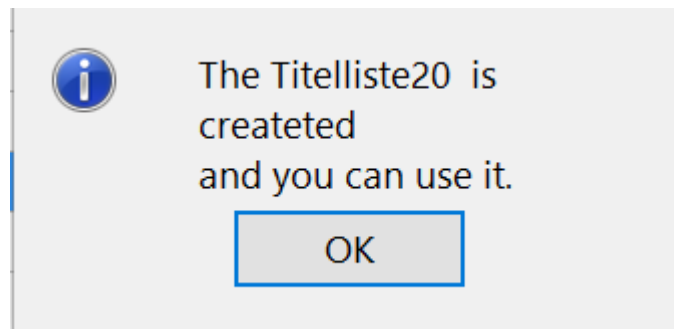 The Titelliste20  is
createted
and you can use it.
OK